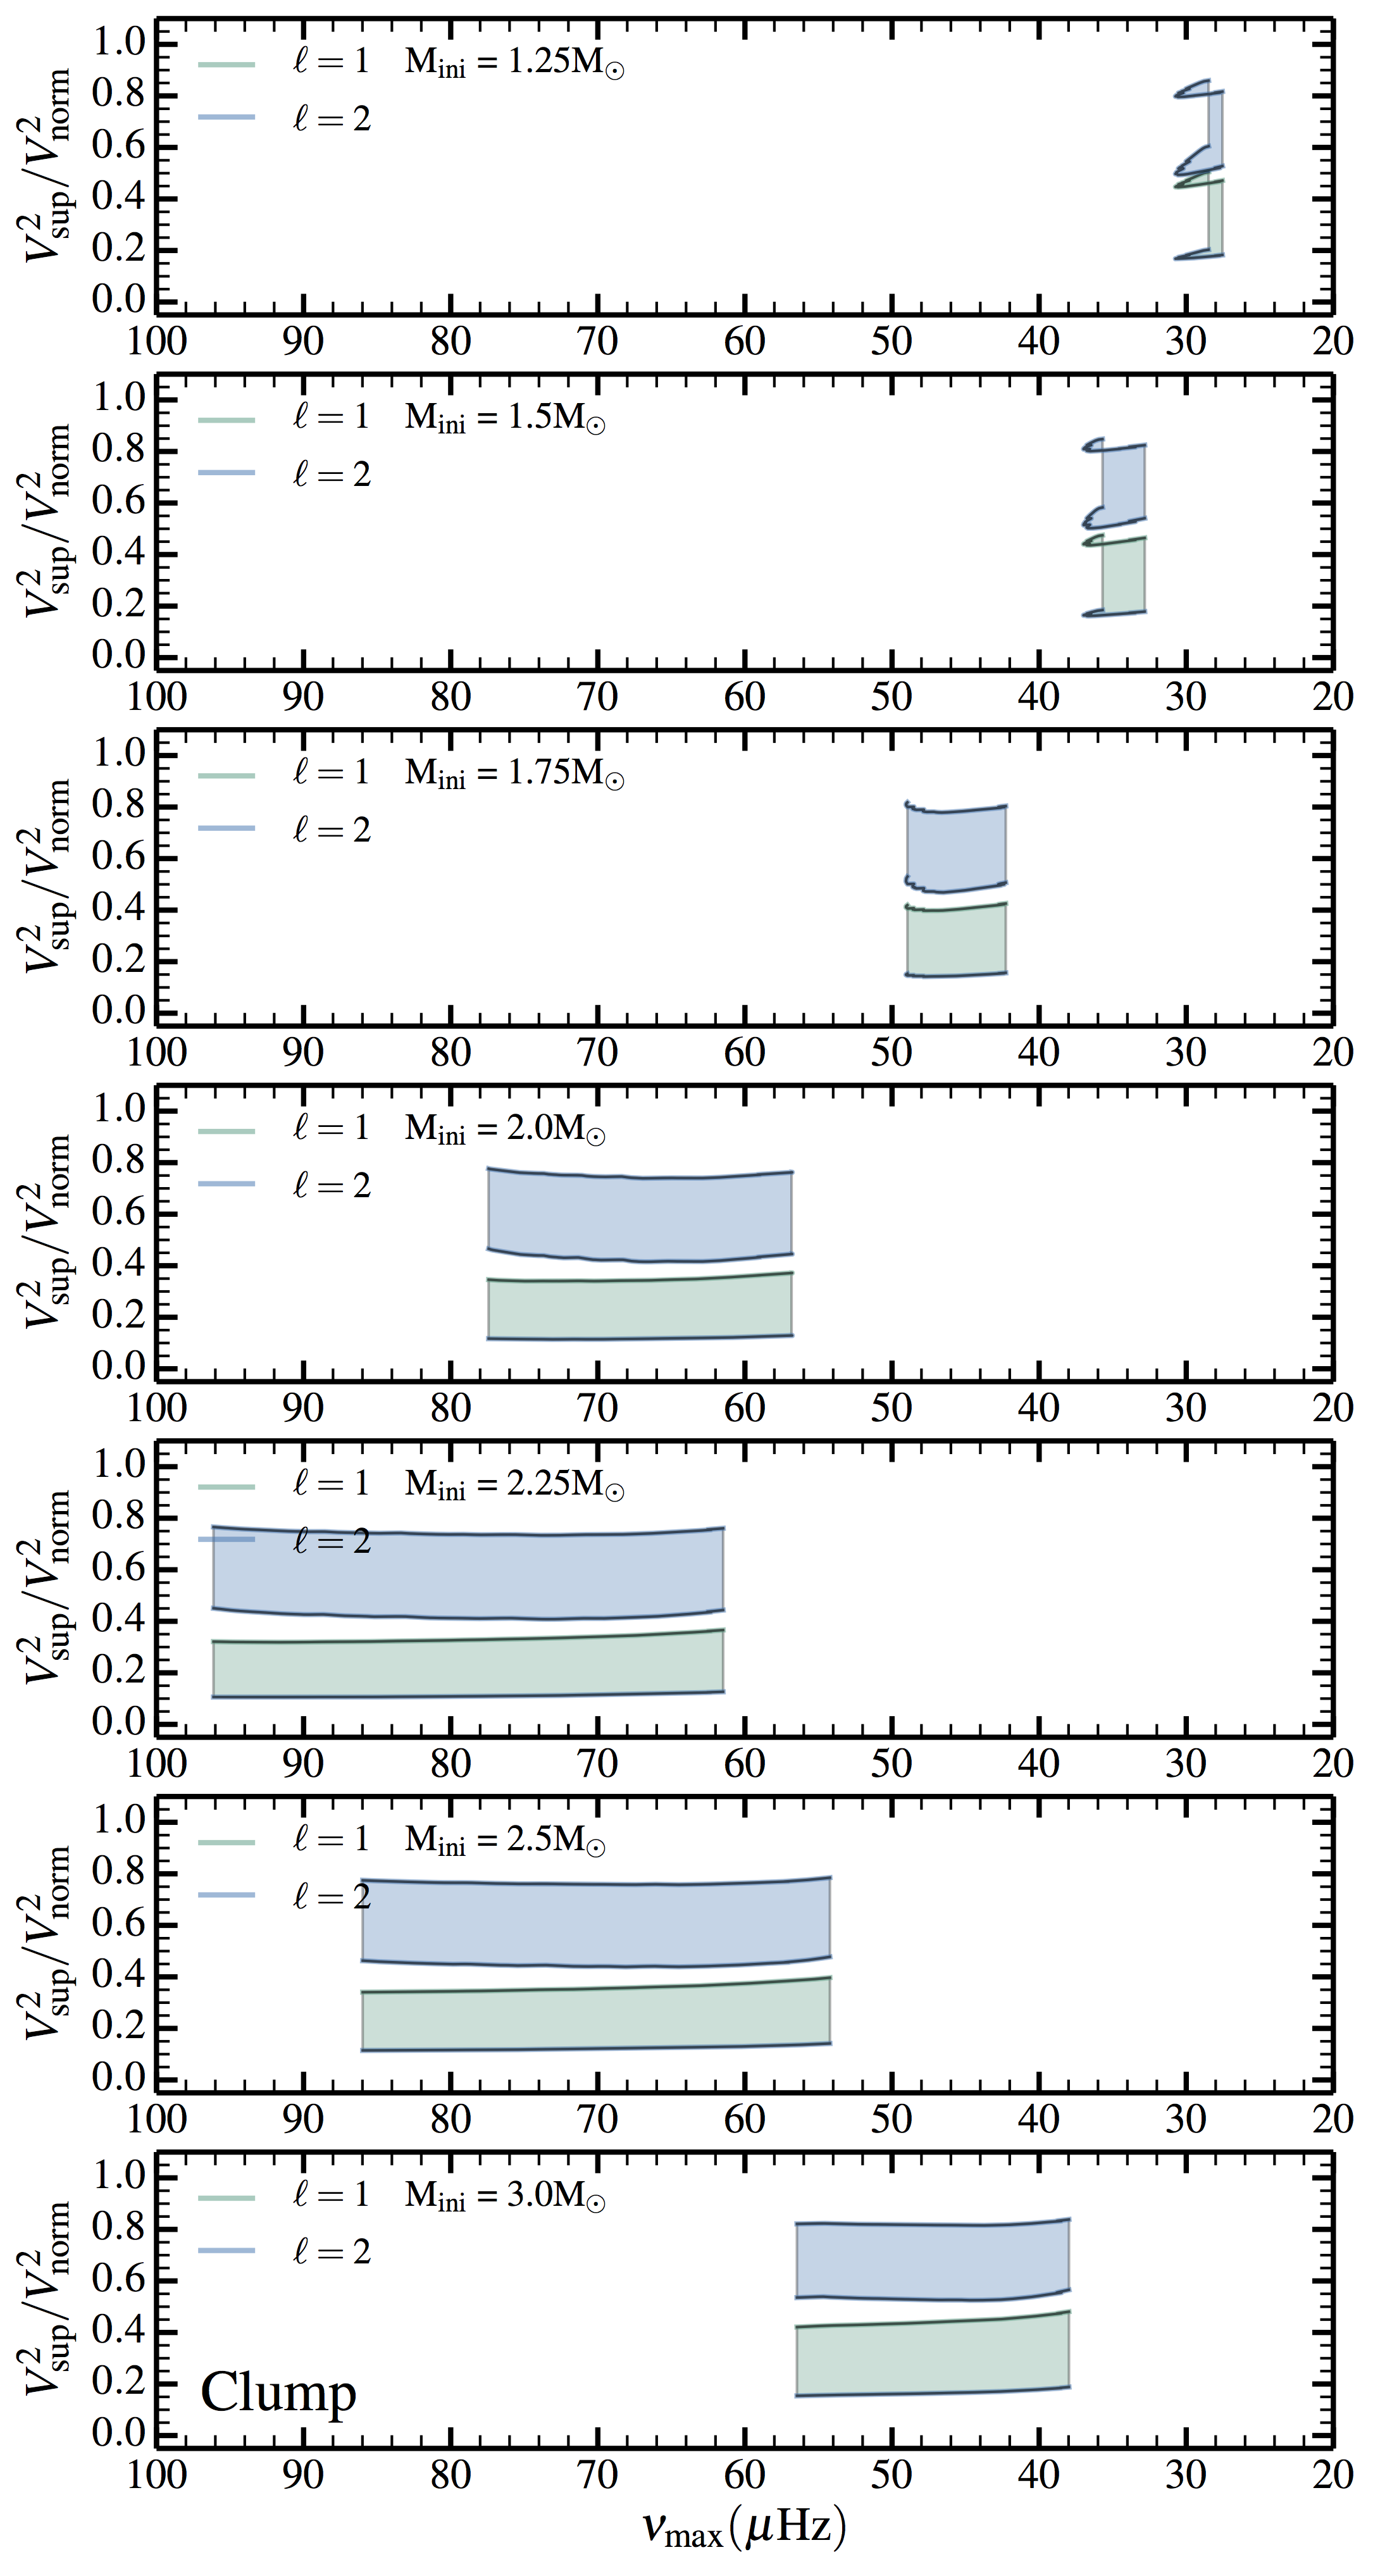 1.0
ℓ = 1 M_ini = 1.25M_⊙
0.8
ℓ = 2
0.6
0.4
0.2
0.0
V²_sup/V²_norm
100 90 80 70 60 50 40 30 20
1.0
ℓ = 1 M_ini = 1.5M_⊙
0.8
ℓ = 2
0.6
0.4
0.2
0.0
V²_sup/V²_norm
100 90 80 70 60 50 40 30 20
1.0
ℓ = 1 M_ini = 1.75M_⊙
0.8
ℓ = 2
0.6
0.4
0.2
0.0
V²_sup/V²_norm
100 90 80 70 60 50 40 30 20
1.0
ℓ = 1 M_ini = 2.0M_⊙
0.8
ℓ = 2
0.6
0.4
0.2
0.0
V²_sup/V²_norm
100 90 80 70 60 50 40 30 20
1.0
ℓ = 1 M_ini = 2.25M_⊙
0.8
ℓ = 2
0.6
0.4
0.2
0.0
V²_sup/V²_norm
100 90 80 70 60 50 40 30 20
1.0
ℓ = 1 M_ini = 2.5M_⊙
0.8
ℓ = 2
0.6
0.4
0.2
0.0
V²_sup/V²_norm
100 90 80 70 60 50 40 30 20
1.0
ℓ = 1 M_ini = 3.0M_⊙
0.8
ℓ = 2
0.6
0.4
0.2
Clump
0.0
V²_sup/V²_norm
100 90 80 70 60 50 40 30 20
ν_max(μHz)